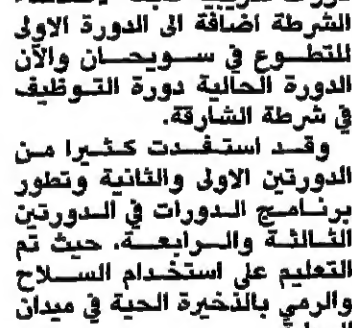 الشرطة اضافة الى الدورة الاولى
للتطوع في سويحان والآن
الدورة الحالية دورة التوظيف
في شرطة الشارقة.
وقد استفدت كثيرا من
الدورتين الاولى والثانية وتطور
برنامج الدورات في الدورتين
الثالثة والرابعة. حيث تم
التعليم على استخدام السلاح
والرمي بالذخيرة الحية في ميدان